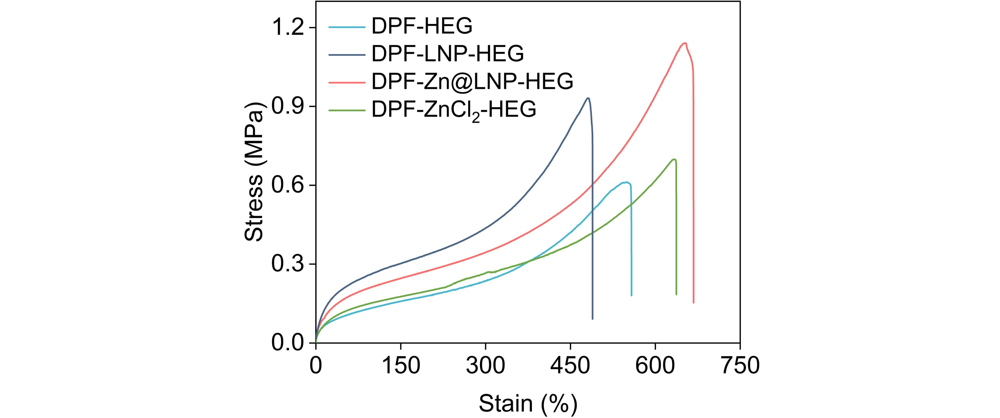 DPF-HEG
DPF-LNP-HEG
DPF-Zn@LNP-HEG
DPF-ZnCl₂-HEG
Stress (MPa)
1.2
0.9
0.6
0.3
0.0
0 150 300 450 600 750
Stain (%)